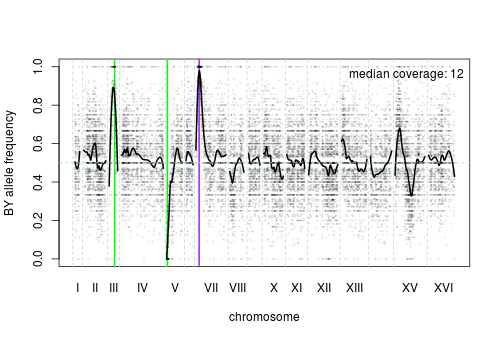 median coverage: 12
1.0
0.8
0.6
0.4
0.2
0.0
BY allele frequency
I II III IV V VII VIII X XI XII XIII XV XVI
chromosome